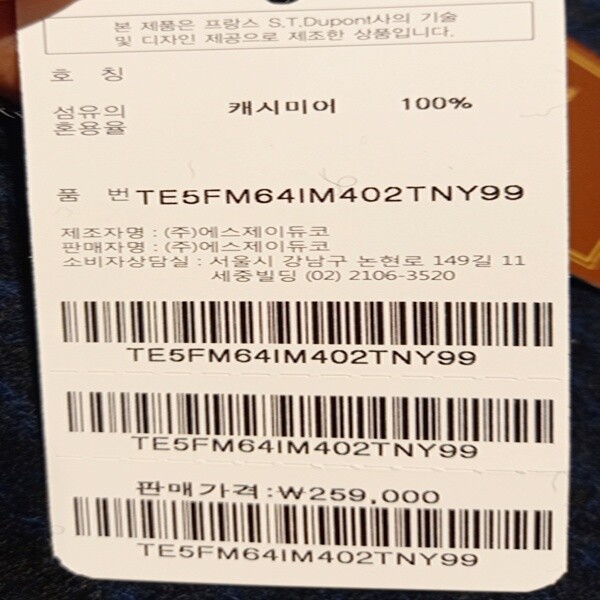 본 제품은 프랑스 S.T.Dupont사의 기술
및 디자인 제공으로 제조한 상품입니다.
호 칭
섬유의 혼용율 캐시미어 100%
품 번 TE5FM64IM402TNY99
제조자명 : (주)에스제이듀코
판매자명 : (주)에스제이듀코
소비자상담실 : 서울시 강남구 논현로 149길 11
세중빌딩 (02) 2106-3520
TE5FM64IM402TNY99
TE5FM64IM402TNY99
판매가격:₩259,000
TE5FM64IM402TNY99